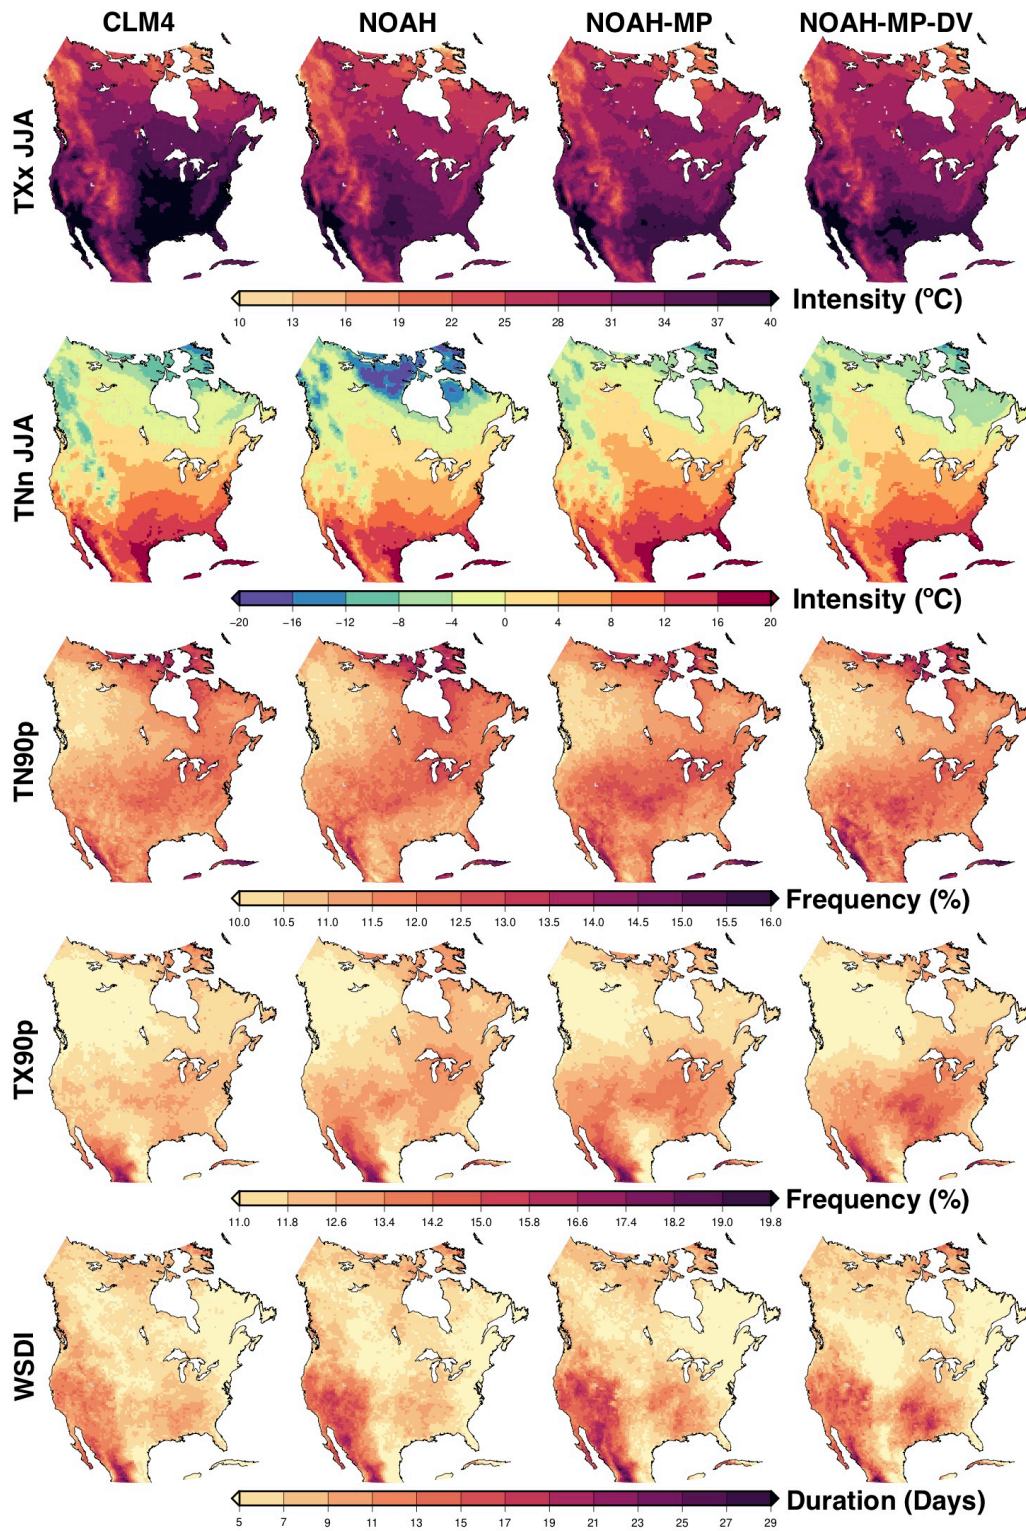 CLM4 NOAH NOAH-MP NOAH-MP-DV
TXx JJA
Intensity (ºC)
10 13 16 19 22 25 28 31 34 37 40
TNn JJA
Intensity (ºC)
−20 −16 −12 −8 −4 0 4 8 12 16 20
TN90p
Frequency (%)
10.0 10.5 11.0 11.5 12.0 12.5 13.0 13.5 14.0 14.5 15.0 15.5 16.0
TX90p
Frequency (%)
11.0 11.8 12.6 13.4 14.2 15.0 15.8 16.6 17.4 18.2 19.0 19.8
WSDI
Duration (Days)
5 7 9 11 13 15 17 19 21 23 25 27 29